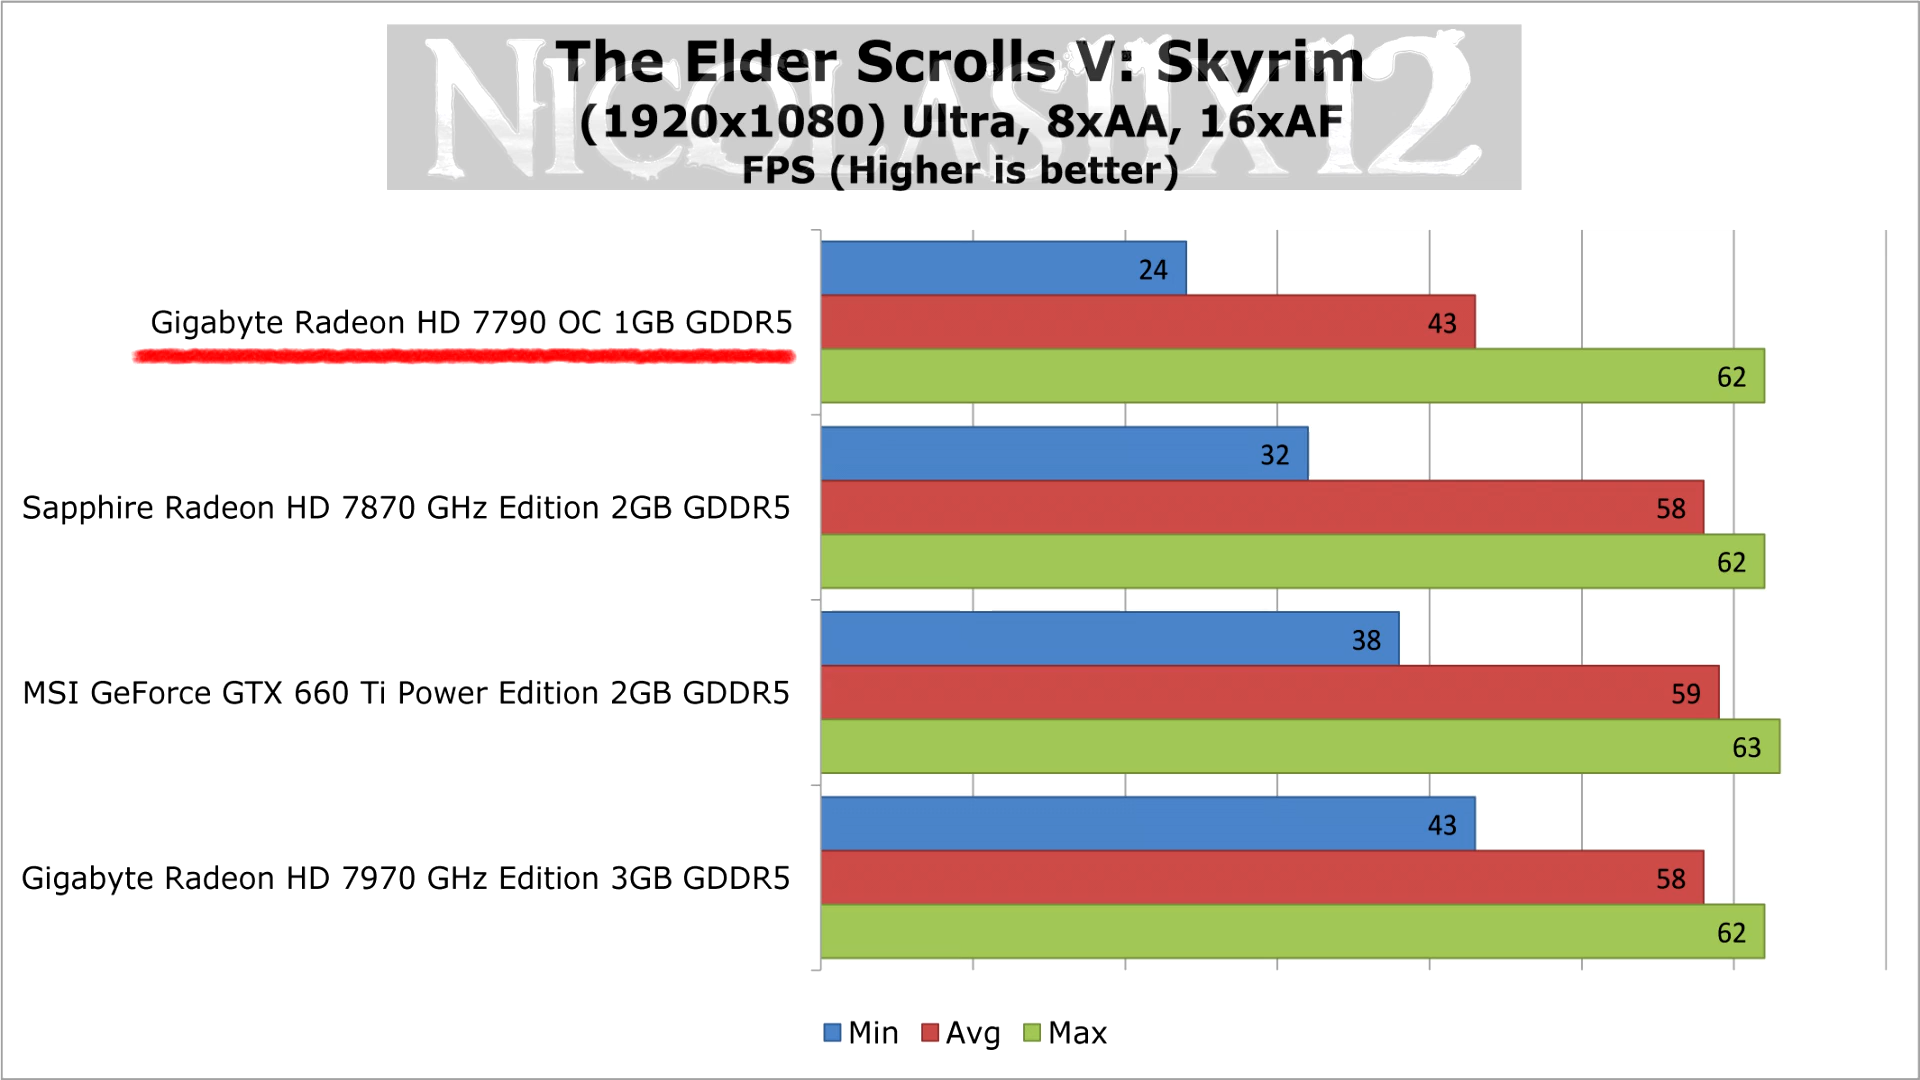 NICOLAS11X12
The Elder Scrolls V: Skyrim
(1920x1080) Ultra, 8xAA, 16xAF
FPS (Higher is better)
Gigabyte Radeon HD 7790 OC 1GB GDDR5
24
43
62
Sapphire Radeon HD 7870 GHz Edition 2GB GDDR5
32
58
62
MSI GeForce GTX 660 Ti Power Edition 2GB GDDR5
38
59
63
Gigabyte Radeon HD 7970 GHz Edition 3GB GDDR5
43
58
62
Min Avg Max